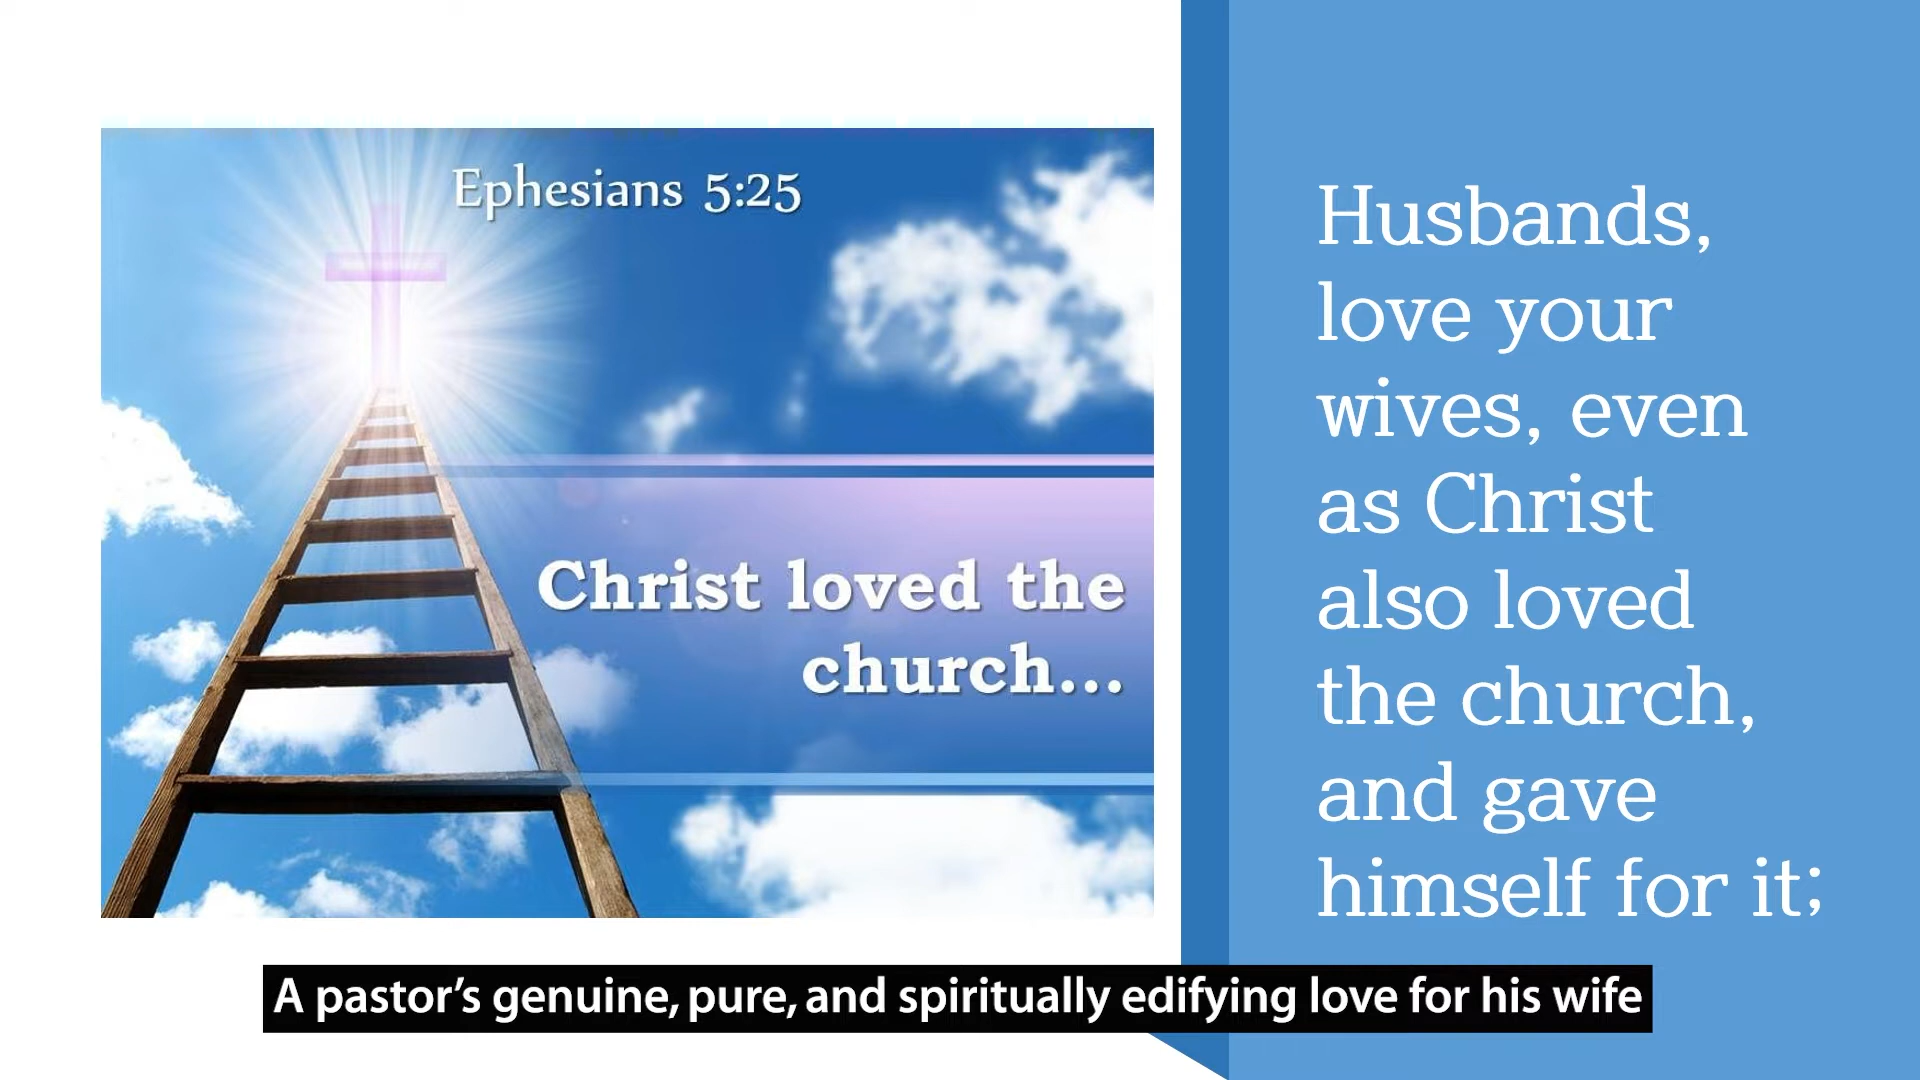 Ephesians 5:25
Christ loved the
church...
Husbands,
love your
wives, even
as Christ
also loved
the church,
and gave
himself for it;
A pastor’s genuine, pure, and spiritually edifying love for his wife